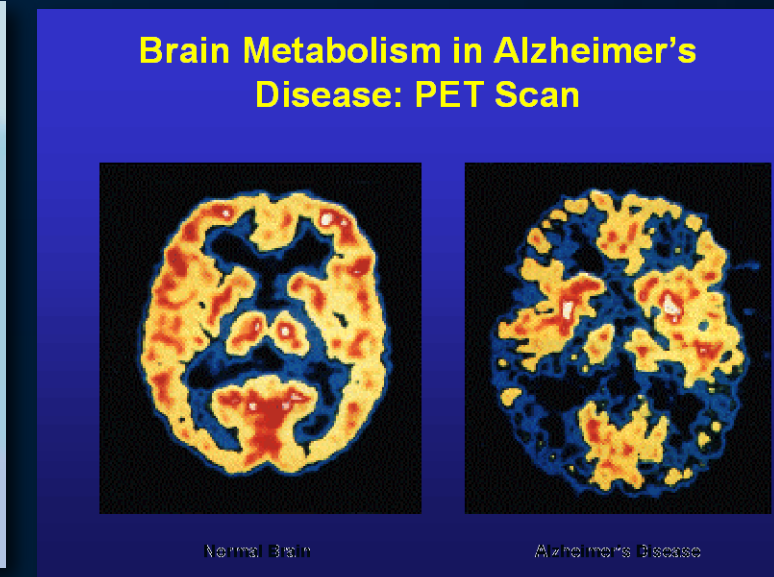 Brain Metabolism in Alzheimer's
Disease: PET Scan
Normal Brain
Alzheimer's Disease